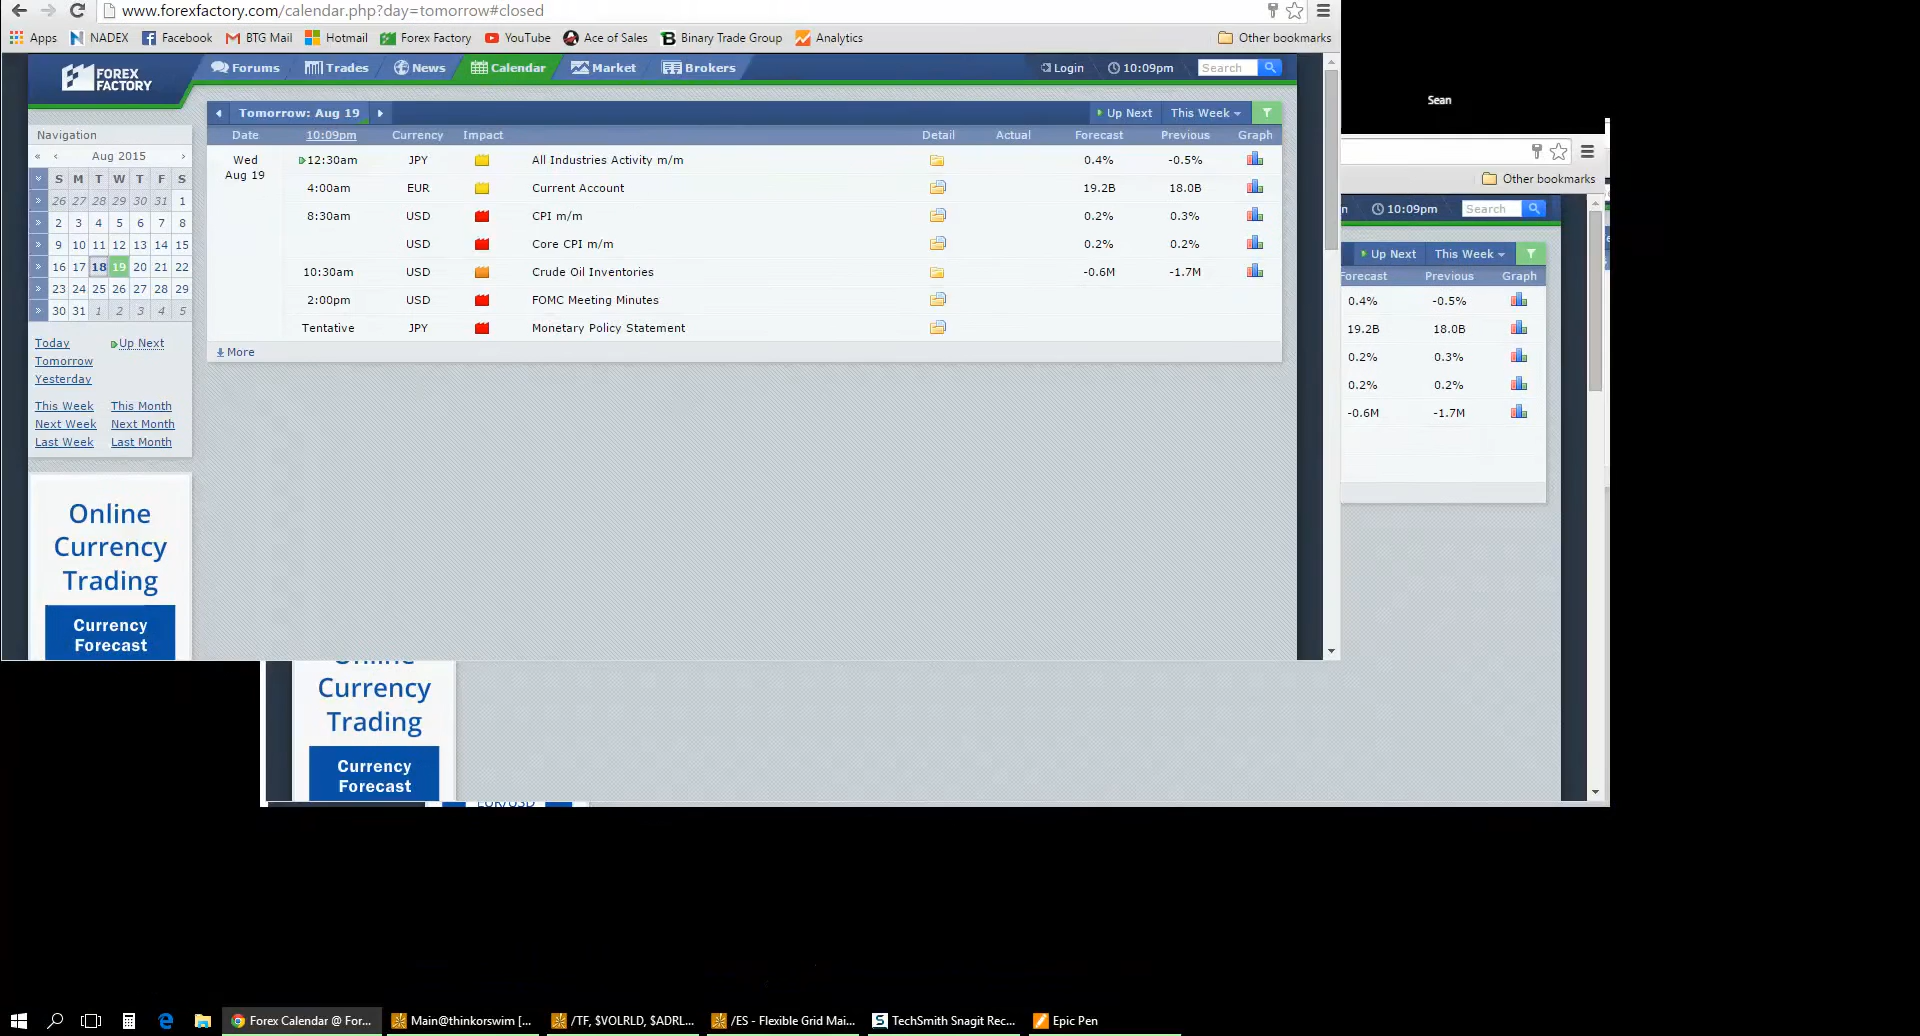 www.forexfactory.com/calendar.php?day=tomorrow#closed
Apps NADEX Facebook BTG Mail Hotmail Forex Factory YouTube Ace of Sales Binary Trade Group Analytics Other bookmarks
FOREX FACTORY Forums Trades News Calendar Market Brokers Login 10:09pm Search
Sean
Other bookmarks
10:09pm Search
Navigation
« ‹ Aug 2015 ›
S M T W T F S
» 26 27 28 29 30 31 1
» 2 3 4 5 6 7 8
» 9 10 11 12 13 14 15
» 16 17 18 19 20 21 22
» 23 24 25 26 27 28 29
» 30 31 1 2 3 4 5
Today Up Next
Tomorrow
Yesterday
This Week This Month
Next Week Next Month
Last Week Last Month
Online
Currency
Trading
Currency
Forecast
Tomorrow: Aug 19 Up Next This Week
Date 10:09pm Currency Impact Detail Actual Forecast Previous Graph
Wed Aug 19 12:30am JPY All Industries Activity m/m 0.4% -0.5%
4:00am EUR Current Account 19.2B 18.0B
8:30am USD CPI m/m 0.2% 0.3%
USD Core CPI m/m 0.2% 0.2%
10:30am USD Crude Oil Inventories -0.6M -1.7M
2:00pm USD FOMC Meeting Minutes
Tentative JPY Monetary Policy Statement
More
Up Next This Week
Forecast Previous Graph
0.4% -0.5%
19.2B 18.0B
0.2% 0.3%
0.2% 0.2%
-0.6M -1.7M
Online
Currency
Trading
Currency
Forecast
EUR/USD
Forex Calendar @ For... Main@thinkorswim [... /TF, $VOLRLD, $ADRL... /ES - Flexible Grid Mai... TechSmith Snagit Rec... Epic Pen